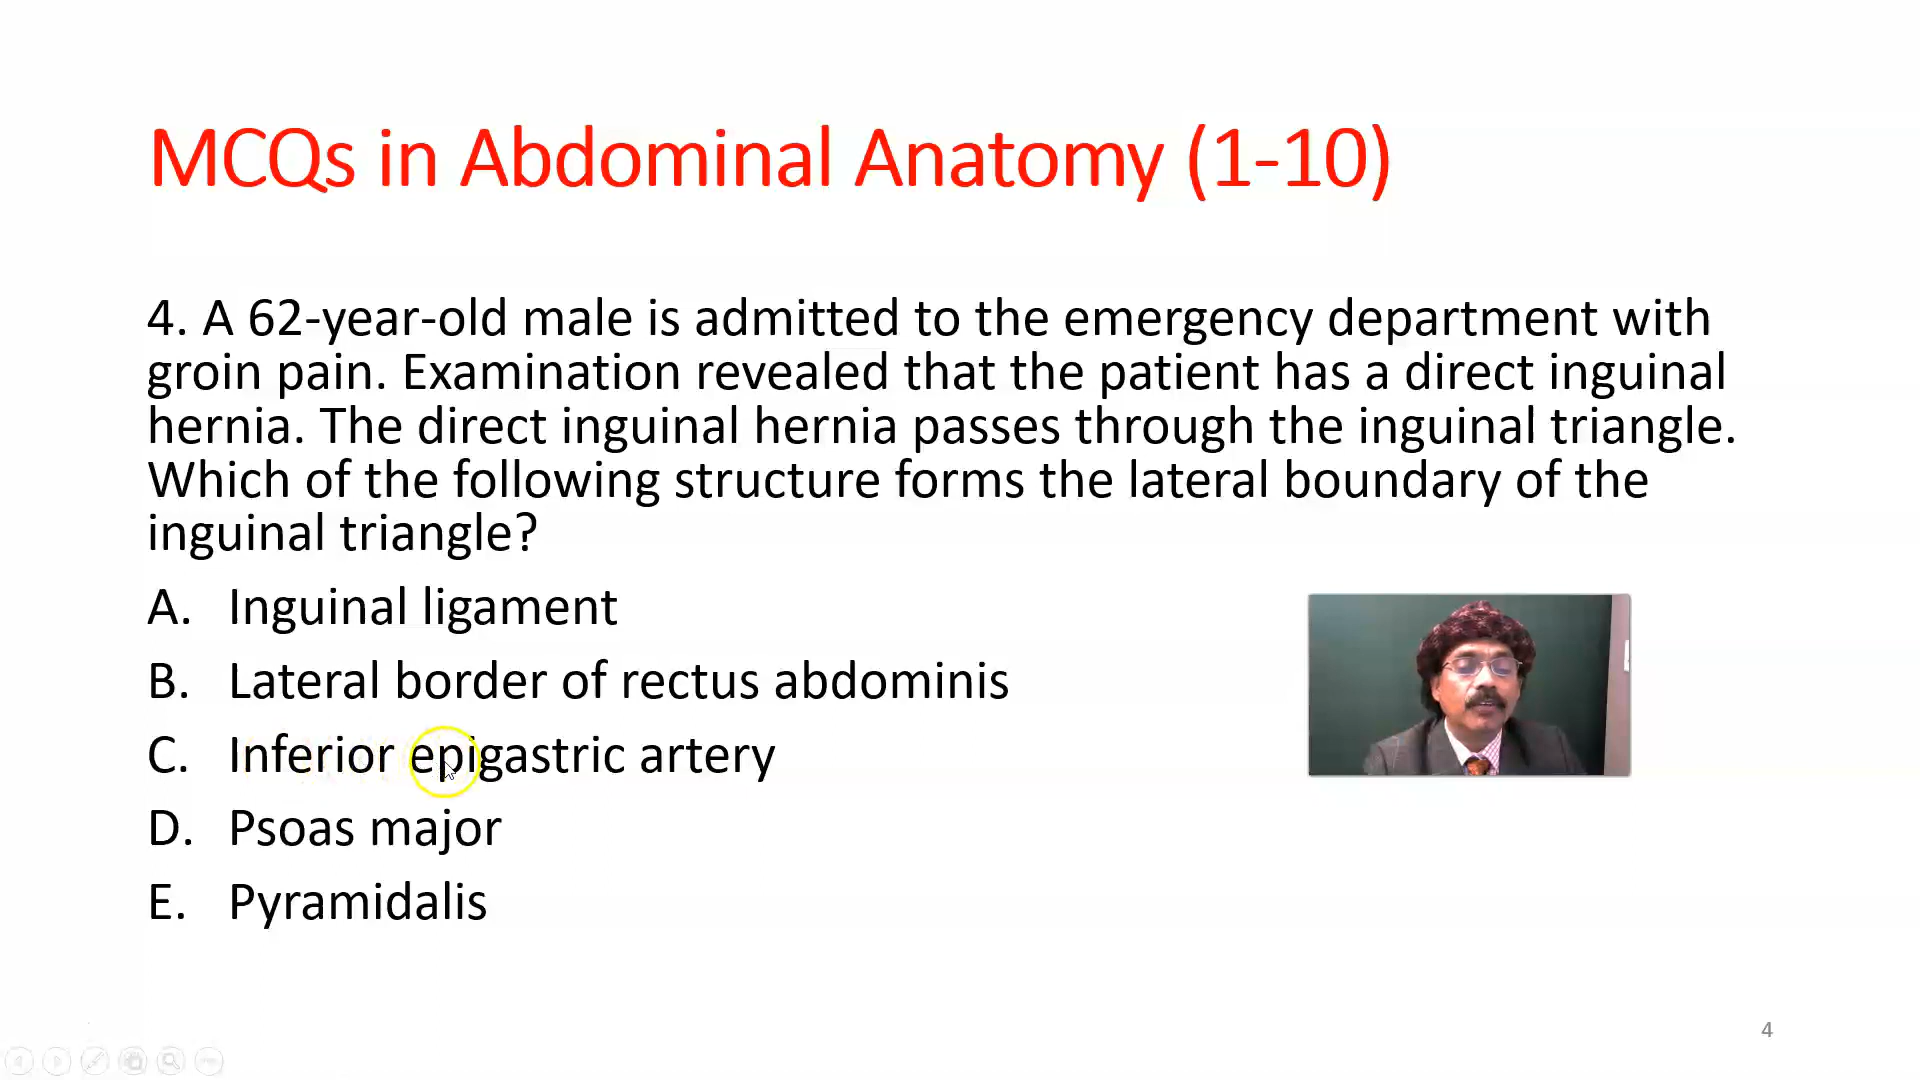 MCQs in Abdominal Anatomy (1-10)
4. A 62-year-old male is admitted to the emergency department with
groin pain. Examination revealed that the patient has a direct inguinal
hernia. The direct inguinal hernia passes through the inguinal triangle.
Which of the following structure forms the lateral boundary of the
inguinal triangle?
A. Inguinal ligament
B. Lateral border of rectus abdominis
C. Inferior epigastric artery
D. Psoas major
E. Pyramidalis
4